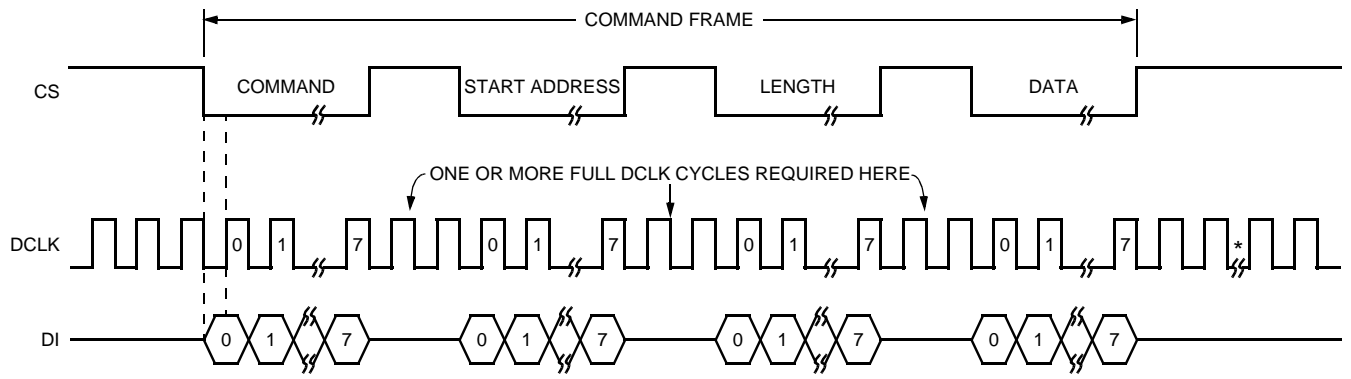 COMMAND FRAME
CS COMMAND START ADDRESS LENGTH DATA
ONE OR MORE FULL DCLK CYCLES REQUIRED HERE
DCLK 0 1 7 0 1 7 0 1 7 0 1 7 *
DI 0 1 7 0 1 7 0 1 7 0 1 7